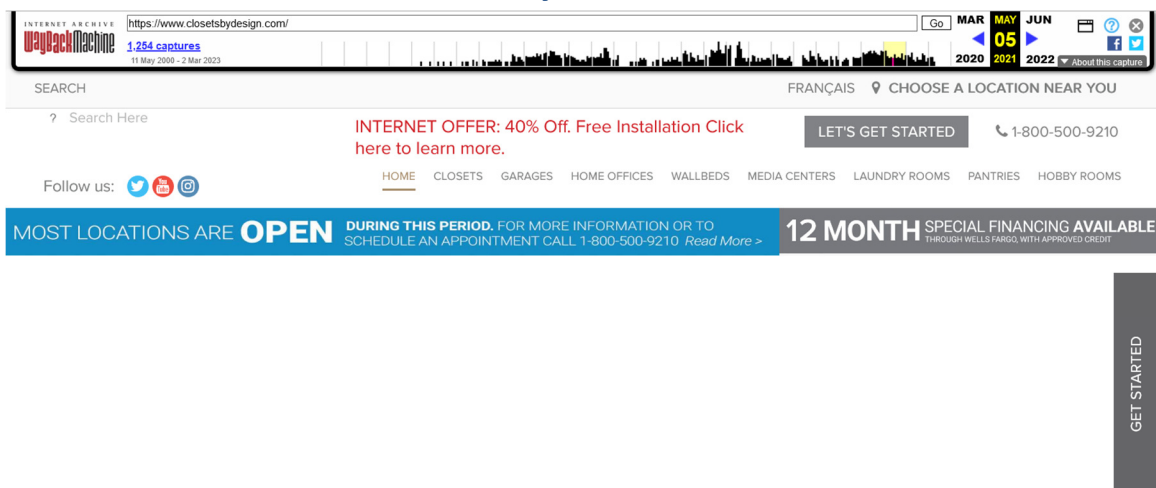 INTERNET ARCHIVE
WayBackMachine
https://www.closetsbydesign.com/
Go
MAR MAY JUN
1,254 captures
05
11 May 2000 - 2 Mar 2023
2020 2021 2022
About this capture
SEARCH
FRANÇAIS CHOOSE A LOCATION NEAR YOU
? Search Here
INTERNET OFFER: 40% Off. Free Installation Click
here to learn more.
LET'S GET STARTED
1-800-500-9210
Follow us:
HOME CLOSETS GARAGES HOME OFFICES WALLBEDS MEDIA CENTERS LAUNDRY ROOMS PANTRIES HOBBY ROOMS
MOST LOCATIONS ARE OPEN
DURING THIS PERIOD. FOR MORE INFORMATION OR TO
SCHEDULE AN APPOINTMENT CALL 1-800-500-9210 Read More >
12 MONTH
SPECIAL FINANCING AVAILABLE
THROUGH WELLS FARGO, WITH APPROVED CREDIT
GET STARTED